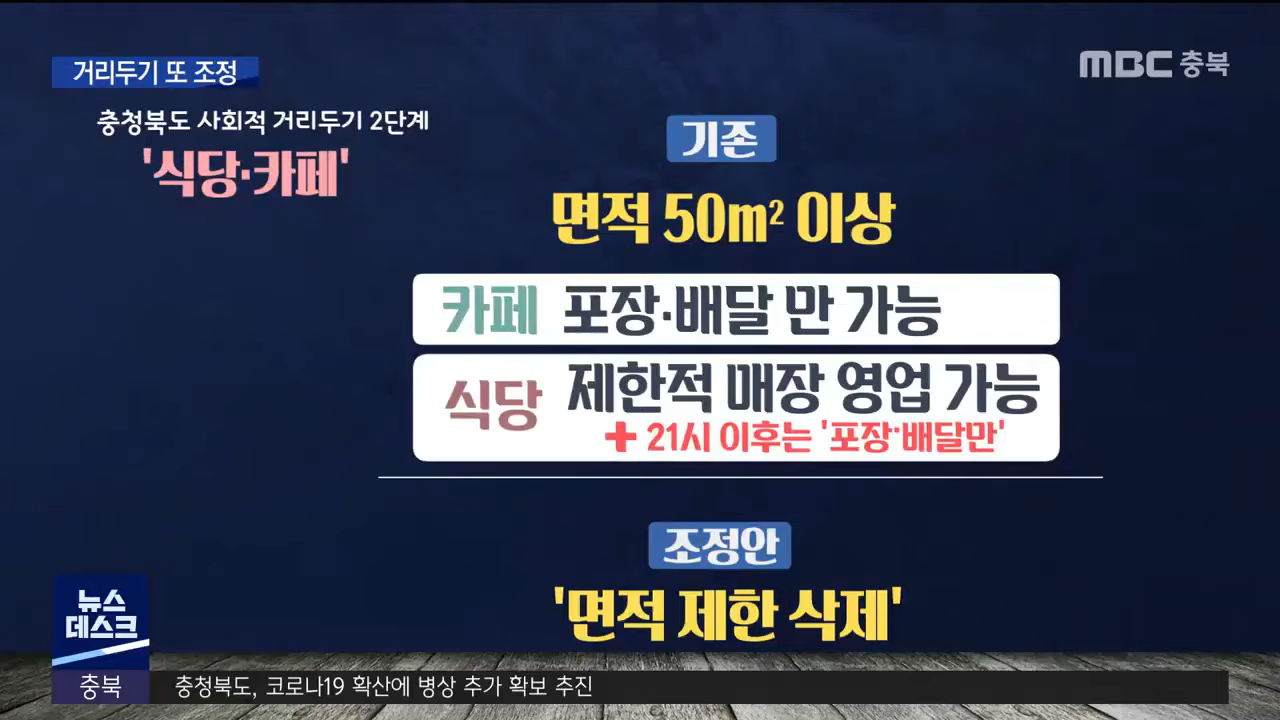 거리두기 또 조정
MBC 충북
충청북도 사회적 거리두기 2단계
'식당·카페'
기존
면적 50m² 이상
카페 포장·배달 만 가능
식당 제한적 매장 영업 가능
+ 21시 이후는 '포장·배달만'
조정안
'면적 제한 삭제'
뉴스
데스크
충북 충청북도, 코로나19 확산에 병상 추가 확보 추진